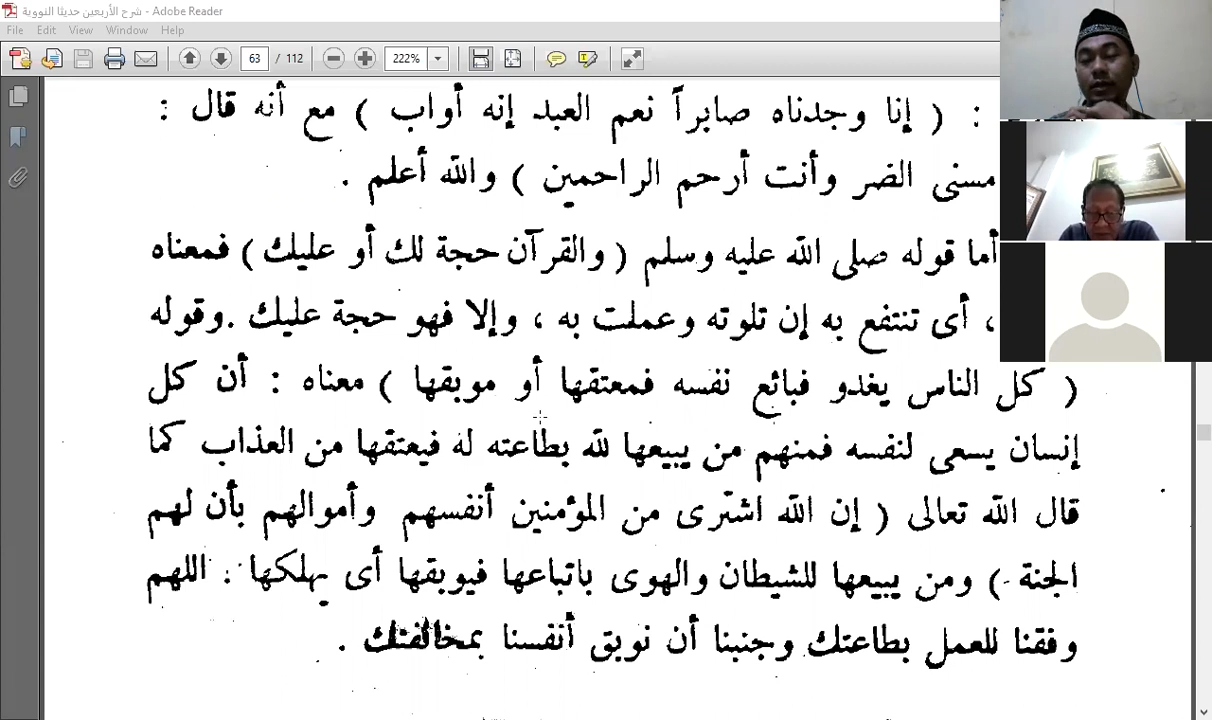 شرح الأربعين حديثا النووية - Adobe Reader
File Edit View Window Help
63 / 112 222%
: ( إنا وجدناه صابراً نعم العبد إنه أواب ) مع أنه قال :
مسنى الضر وأنت أرحم الراحمين ) والله أعلم .
أما قوله صلى الله عليه وسلم ( والقرآن حجة لك أو عليك ) فمعناه
، أى تنتفع به إن تلوته وعملت به ، وإلا فهو حجة عليك . وقوله
( كل الناس يغدو فبائع نفسه فمعتقها أو موبقها ) معناه : أن كل
إنسان يسعى لنفسه فمنهم من يبيعها لله بطاعته له فيعتقها من العذاب كما
قال الله تعالى ( إن الله اشترى من المؤمنين أنفسهم وأموالهم بأن لهم
الجنة ) ومن يبيعها للشيطان والهوى باتباعها فيوبقها أى يهلكها . اللهم
وفقنا للعمل بطاعتك وجنبنا أن نوبق أنفسنا بمخالفتك .